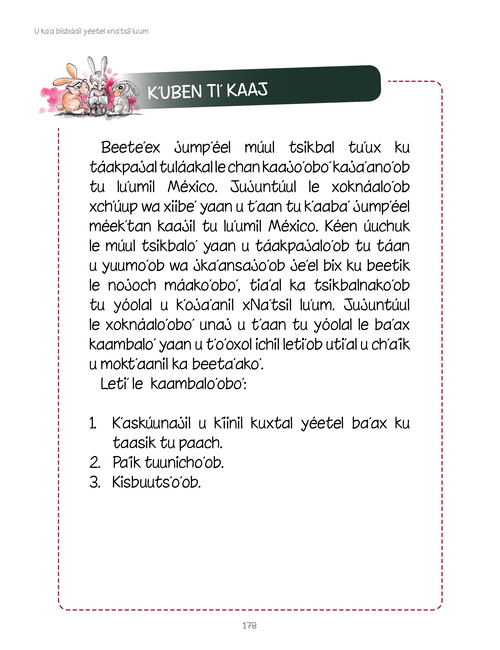 U ka'a bisbáail yéetel xna'tsil lu'um
K'UBEN TI' KAAJ
Beete'ex jump'éel múul tsikbal tu'ux ku
táakpajal tuláakal le chan kaajo'obo' kaja'ano'ob
tu lu'umil México. Jujuntúul le xoknáalo'ob
xch'úup wa xiibe' yaan u t'aan tu k'aaba' jump'éel
méek'tan kaajil tu lu'umil México. Kéen úuchuk
le múul tsikbalo' yaan u táakpajalo'ob tu táan
u yuumo'ob wa jka'ansajo'ob je'el bix ku beetik
le nojoch máako'obo', tia'al ka tsikbalnako'ob
tu yóolal u k'oja'anil xNa'tsil lu'um. Jujuntúul
le xoknáalo'obo' unaj u t'aan tu yóolal le ba'ax
kaambalo' yaan u t'o'oxol ichil leti'ob uti'al u ch'a'ik
u mokt'aanil ka beeta'ako'.
Leti' le kaambalo'obo':
1. K'askúunajil u k'iinil kuxtal yéetel ba'ax ku
taasik tu paach.
2. Pa'ik tuunicho'ob.
3. Kisbuuts'o'ob.
178